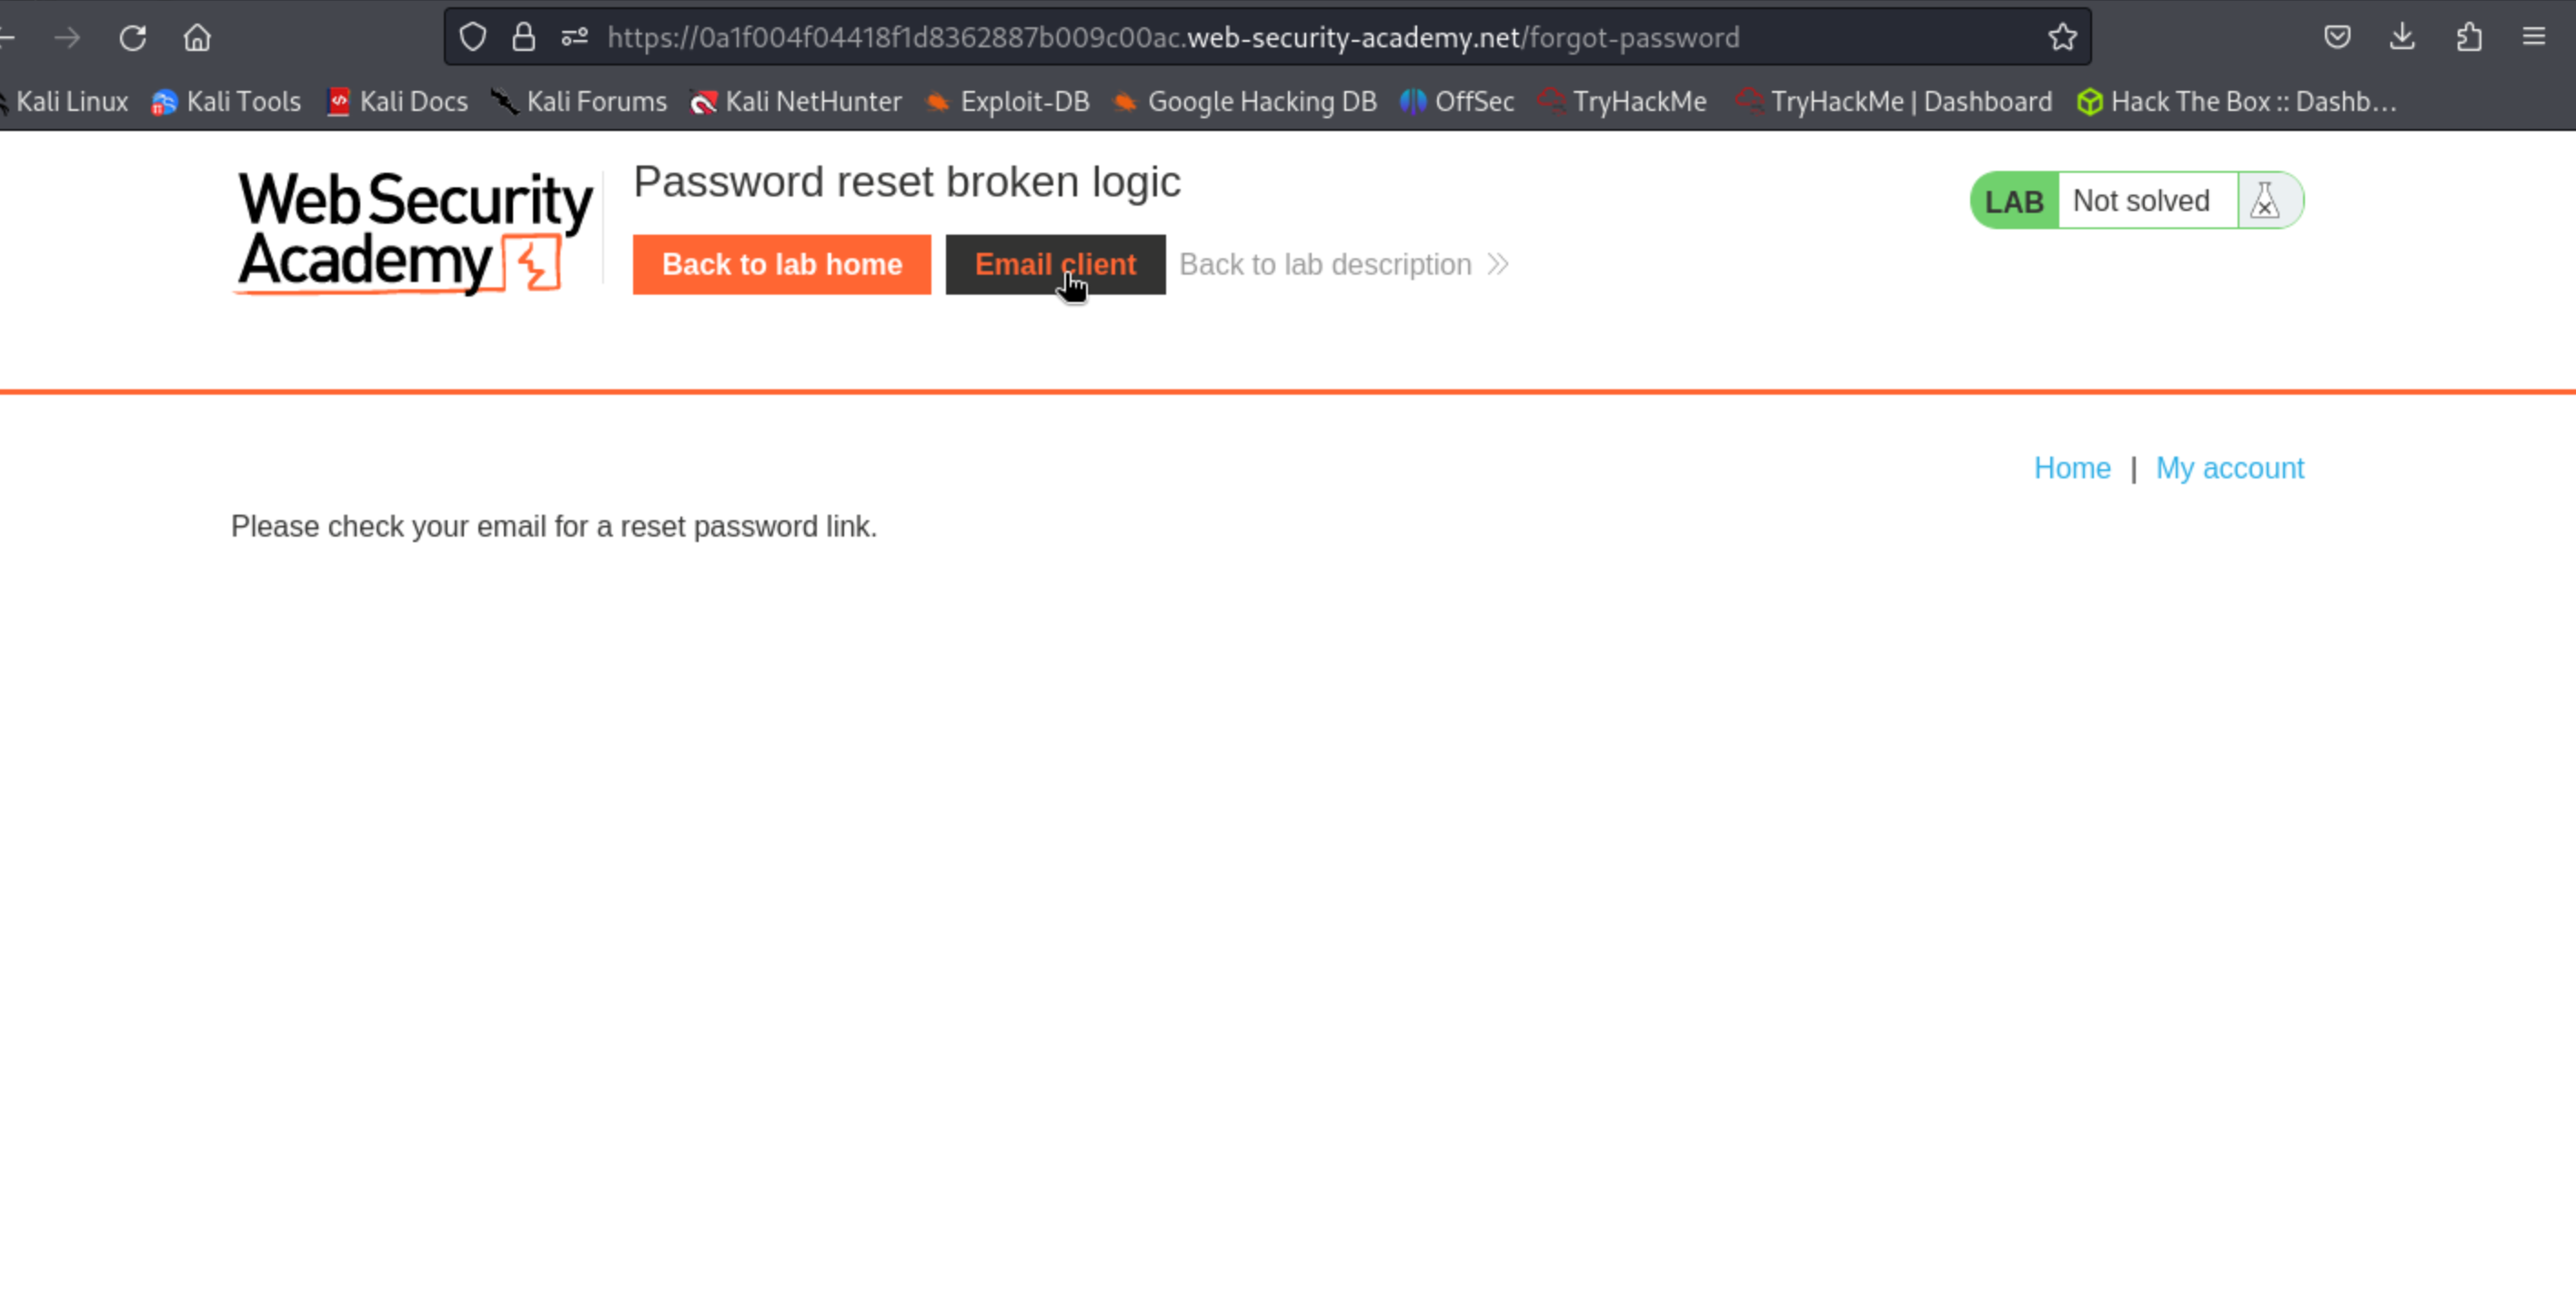 https://0a1f004f04418f1d8362887b009c00ac.web-security-academy.net/forgot-password
Kali Linux Kali Tools Kali Docs Kali Forums Kali NetHunter Exploit-DB Google Hacking DB OffSec TryHackMe TryHackMe | Dashboard Hack The Box :: Dashb…
Web Security
Academy
Password reset broken logic
LAB Not solved
Back to lab home Email client Back to lab description
Home | My account
Please check your email for a reset password link.